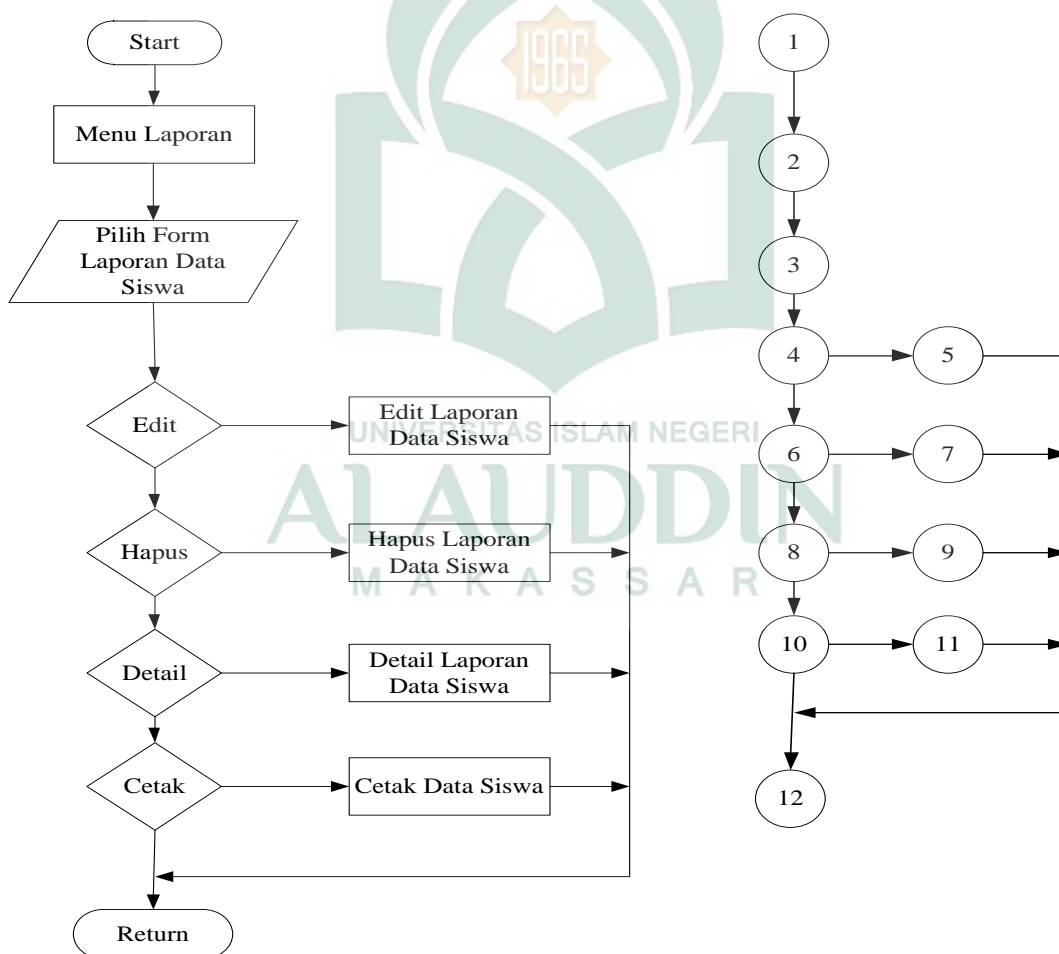 Start
Menu Laporan
Pilih Form
Laporan Data
Siswa
Edit
Edit Laporan
Data Siswa
Hapus
Hapus Laporan
Data Siswa
Detail
Detail Laporan
Data Siswa
Cetak
Cetak Data Siswa
Return
1
2
3
4
5
6
7
8
9
10
11
12
1965
UNIVERSITAS ISLAM NEGERI
ALAUDDIN
MAKASSAR